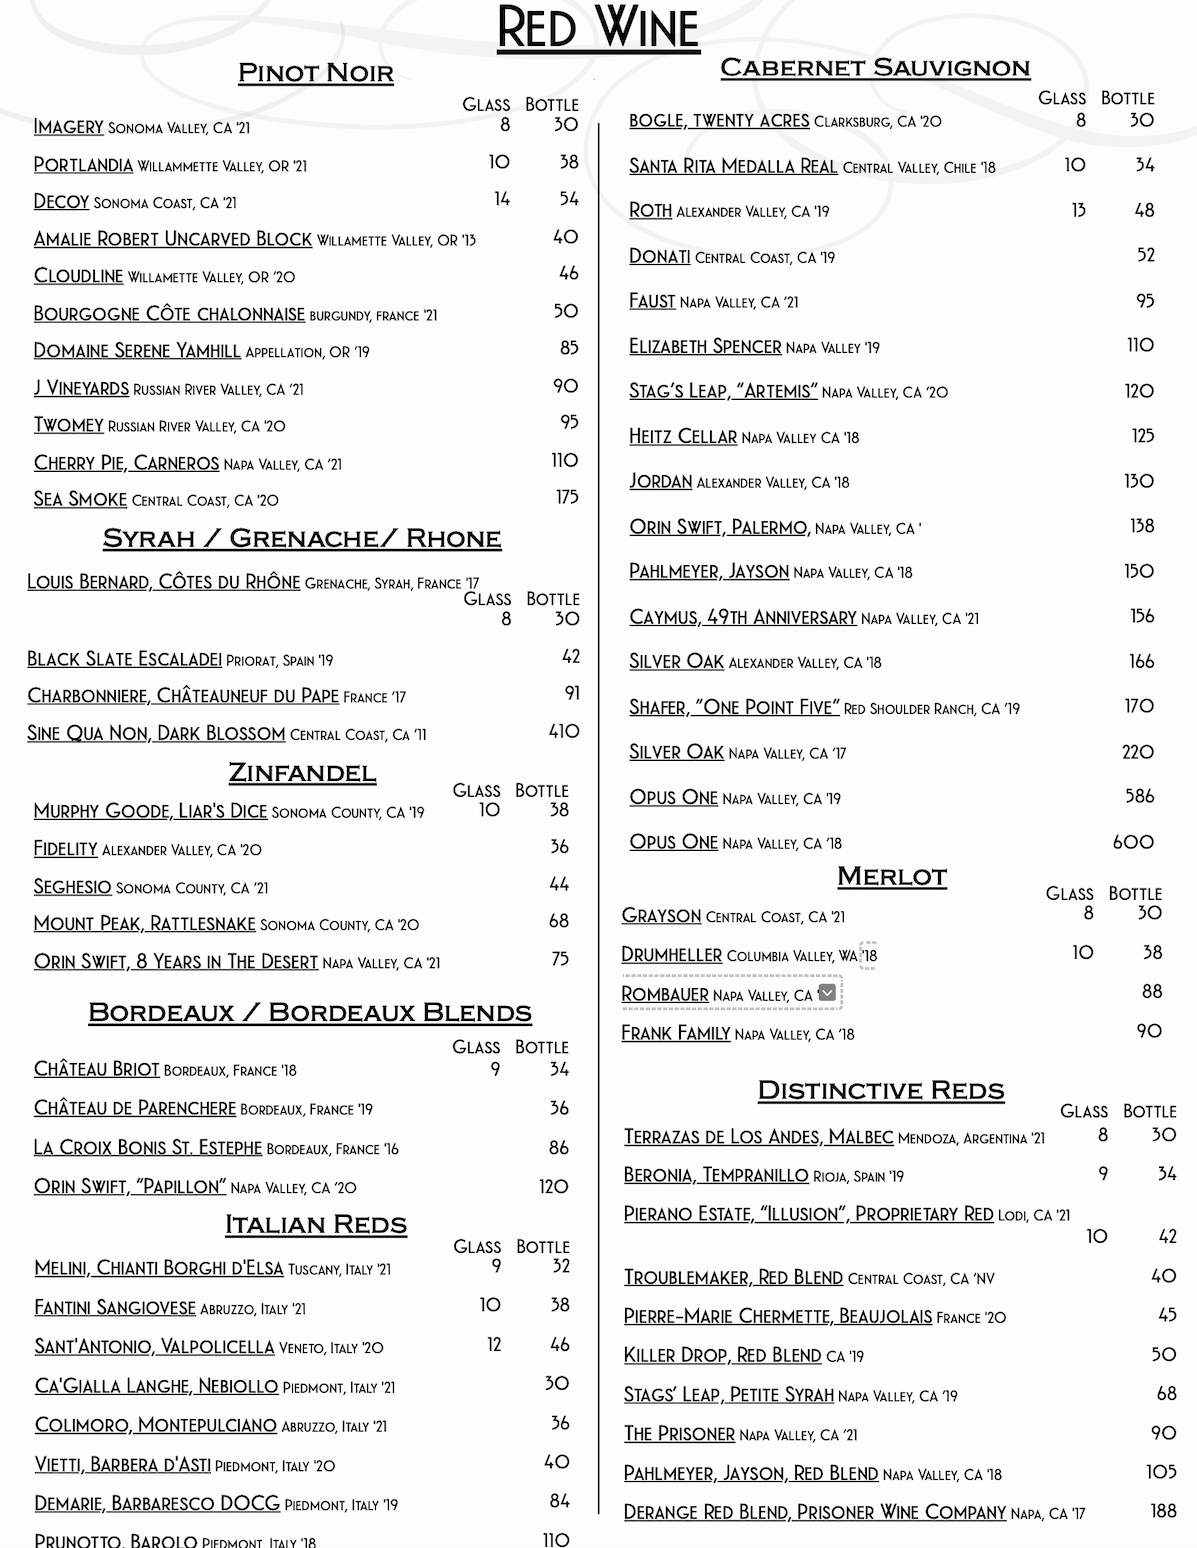 Red Wine
Pinot Noir
Glass Bottle
Imagery Sonoma Valley, CA '21 8 30
Portlandia Willammette Valley, OR '21 10 38
Decoy Sonoma Coast, CA '21 14 54
Amalie Robert Uncarved Block Willamette Valley, OR '13 40
Cloudline Willamette Valley, OR '20 46
Bourgogne Côte chalonnaise burgundy, france '21 50
Domaine Serene Yamhill Appellation, OR '19 85
J Vineyards Russian River Valley, CA '21 90
Twomey Russian River Valley, CA '20 95
Cherry Pie, Carneros Napa Valley, CA '21 110
Sea Smoke Central Coast, CA '20 175
Syrah / Grenache/ Rhone
Louis Bernard, Côtes du Rhône Grenache, Syrah, France '17
Glass Bottle
8 30
Black Slate Escaladei Priorat, Spain '19 42
Charbonniere, Châteauneuf du Pape France '17 91
Sine Qua Non, Dark Blossom Central Coast, CA '11 410
Zinfandel
Glass Bottle
Murphy Goode, Liar's Dice Sonoma County, CA '19 10 38
Fidelity Alexander Valley, CA '20 36
Seghesio Sonoma County, CA '21 44
Mount Peak, Rattlesnake Sonoma County, CA '20 68
Orin Swift, 8 Years in The Desert Napa Valley, CA '21 75
Bordeaux / Bordeaux Blends
Glass Bottle
Château Briot Bordeaux, France '18 9 34
Château de Parenchere Bordeaux, France '19 36
La Croix Bonis St. Estephe Bordeaux, France '16 86
Orin Swift, "Papillon" Napa Valley, CA '20 120
Italian Reds
Glass Bottle
Melini, Chianti Borghi d'Elsa Tuscany, Italy '21 9 32
Fantini Sangiovese Abruzzo, Italy '21 10 38
Sant'Antonio, Valpolicella Veneto, Italy '20 12 46
Ca'Gialla Langhe, Nebiollo Piedmont, Italy '21 30
Colimoro, Montepulciano Abruzzo, Italy '21 36
Vietti, Barbera d'Asti Piedmont, Italy '20 40
Demarie, Barbaresco DOCG Piedmont, Italy '19 84
Prunotto, Barolo Piedmont, Italy '18 110
Cabernet Sauvignon
Glass Bottle
bogle, twenty acres Clarksburg, CA '20 8 30
Santa Rita Medalla Real Central Valley, Chile '18 10 34
Roth Alexander Valley, CA '19 13 48
Donati Central Coast, CA '19 52
Faust Napa Valley, CA '21 95
Elizabeth Spencer Napa Valley '19 110
Stag's Leap, "Artemis" Napa Valley, CA '20 120
Heitz Cellar Napa Valley CA '18 125
Jordan Alexander Valley, CA '18 130
Orin Swift, Palermo, Napa Valley, CA ' 138
Pahlmeyer, Jayson Napa Valley, CA '18 150
Caymus, 49th Anniversary Napa Valley, CA '21 156
Silver Oak Alexander Valley, CA '18 166
Shafer, "One Point Five" Red Shoulder Ranch, CA '19 170
Silver Oak Napa Valley, CA '17 220
Opus One Napa Valley, CA '19 586
Opus One Napa Valley, CA '18 600
Merlot
Glass Bottle
Grayson Central Coast, CA '21 8 30
Drumheller Columbia Valley, WA '18 10 38
Rombauer Napa Valley, CA ' 88
Frank Family Napa Valley, CA '18 90
Distinctive Reds
Glass Bottle
Terrazas de Los Andes, Malbec Mendoza, Argentina '21 8 30
Beronia, Tempranillo Rioja, Spain '19 9 34
Pierano Estate, "Illusion", Proprietary Red Lodi, CA '21
10 42
Troublemaker, Red Blend Central Coast, CA 'NV 40
Pierre-Marie Chermette, Beaujolais France '20 45
Killer Drop, Red Blend CA '19 50
Stags' Leap, Petite Syrah Napa Valley, CA '19 68
The Prisoner Napa Valley, CA '21 90
Pahlmeyer, Jayson, Red Blend Napa Valley, CA '18 105
Derange Red Blend, Prisoner Wine Company Napa, CA '17 188